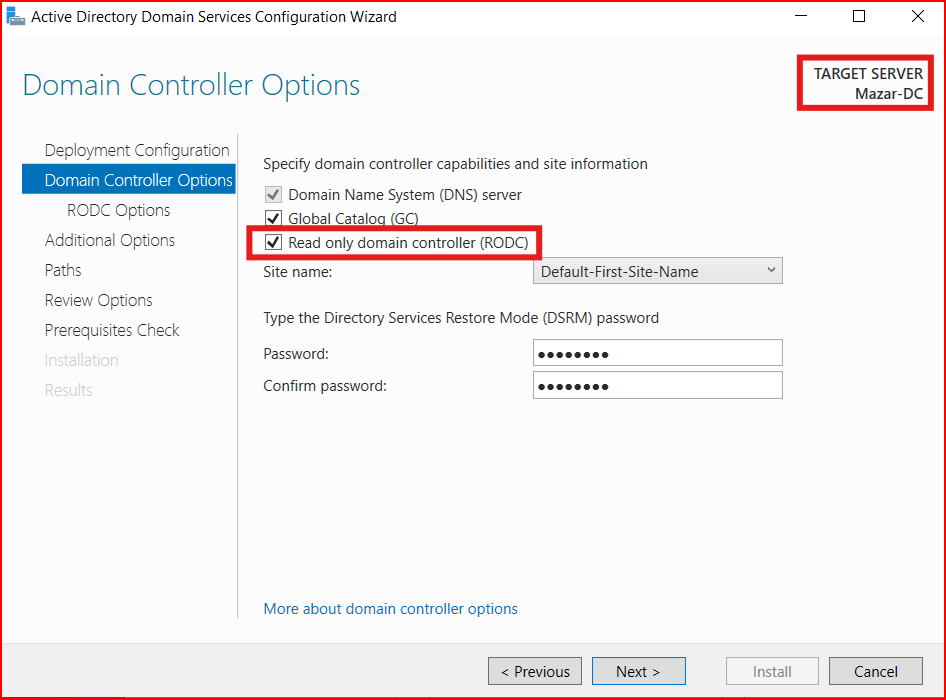 Active Directory Domain Services Configuration Wizard
Domain Controller Options
TARGET SERVER
Mazar-DC
Deployment Configuration
Domain Controller Options
RODC Options
Additional Options
Paths
Review Options
Prerequisites Check
Installation
Results
Specify domain controller capabilities and site information
Domain Name System (DNS) server
Global Catalog (GC)
Read only domain controller (RODC)
Site name:
Default-First-Site-Name
Type the Directory Services Restore Mode (DSRM) password
Password:
••••••••
Confirm password:
••••••••
More about domain controller options
< Previous
Next >
Install
Cancel